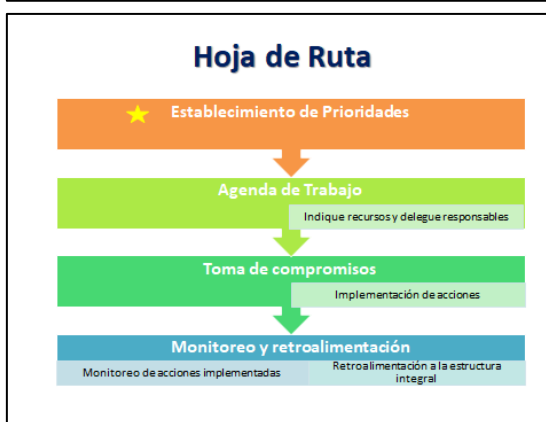 Hoja de Ruta
Establecimiento de Prioridades
Agenda de Trabajo
Indique recursos y delegue responsables
Toma de compromisos
Implementación de acciones
Monitoreo y retroalimentación
Monitoreo de acciones implementadas
Retroalimentación a la estructura
integral